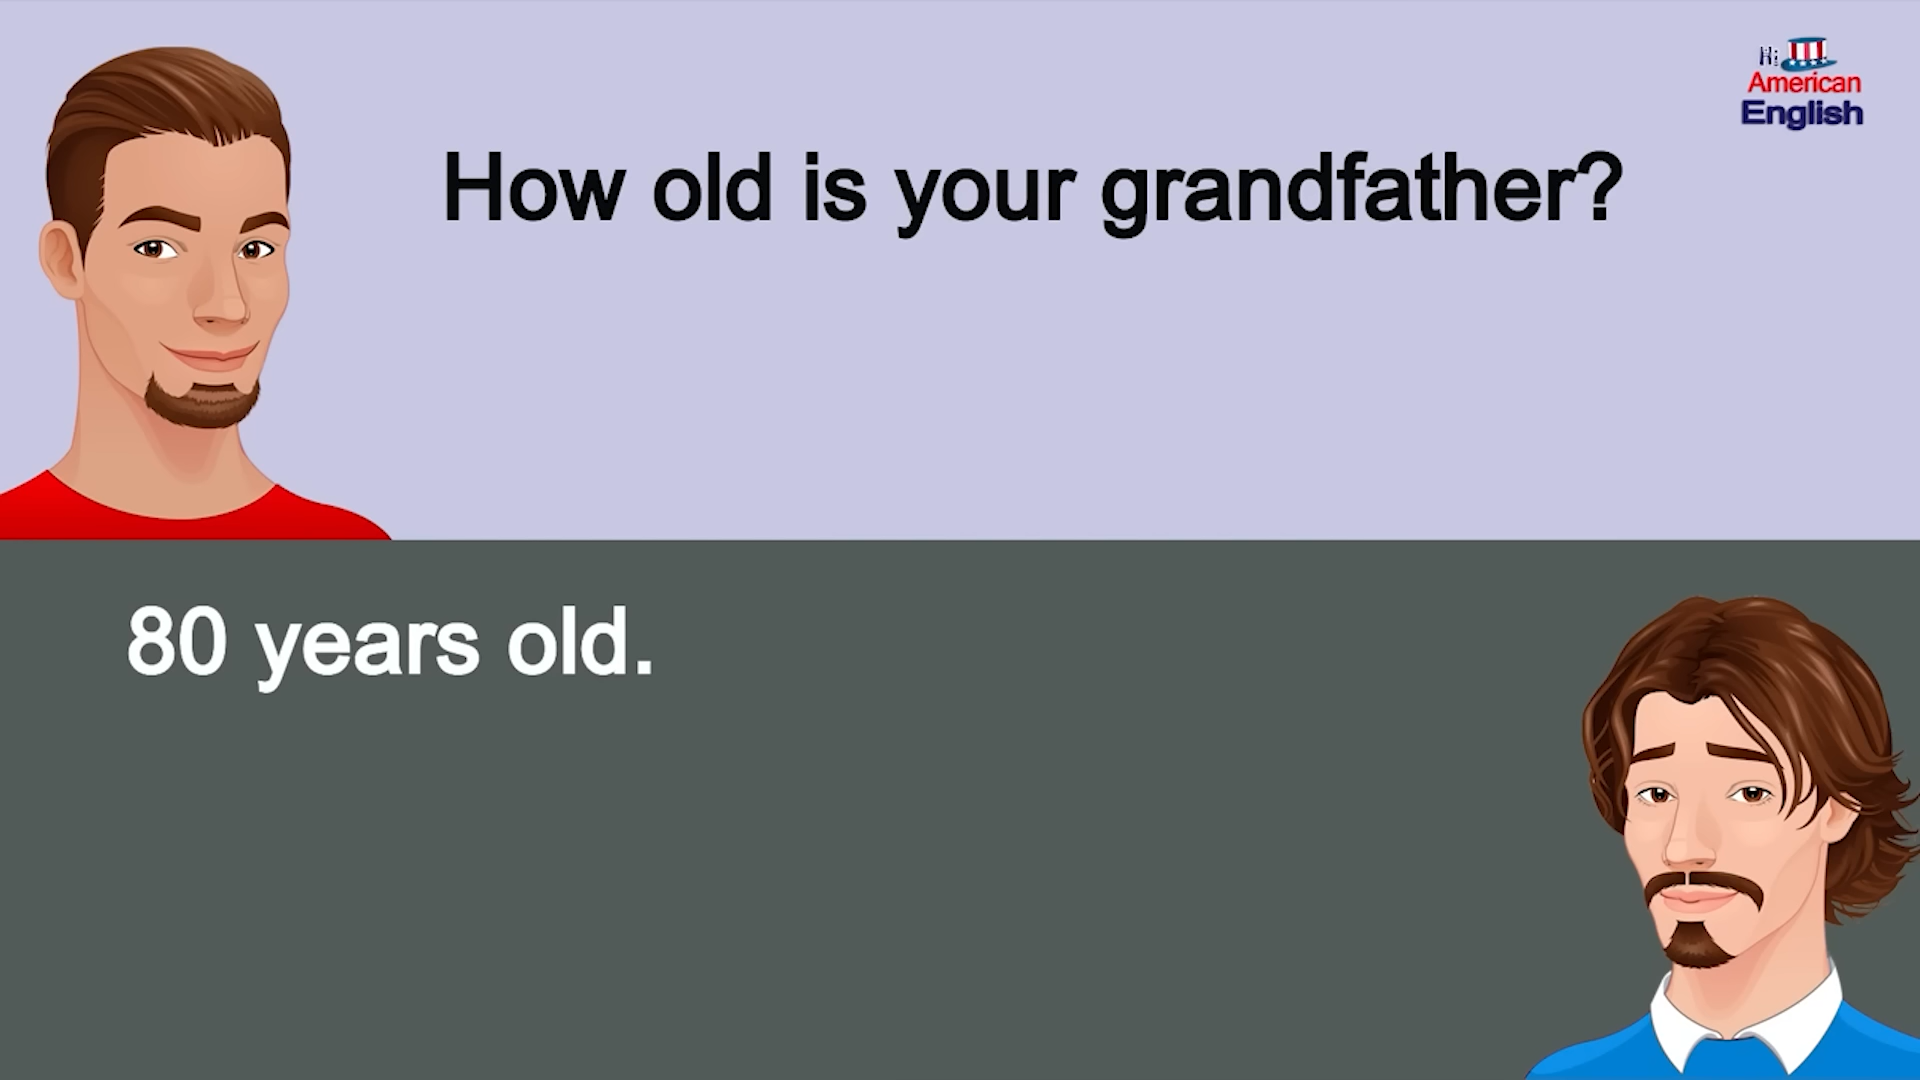 Hi
American
English
How old is your grandfather?
80 years old.